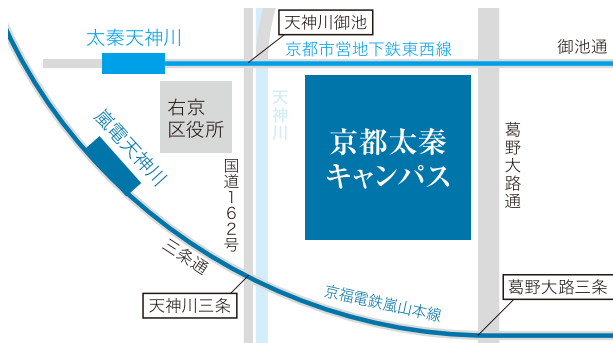 天神川御池
太秦天神川
京都市営地下鉄東西線
御池通
右京
区役所
天神川
京都太秦
キャンパス
葛野大路通
嵐電天神川
国道162号
三条通
天神川三条
京福電鉄嵐山本線
葛野大路三条